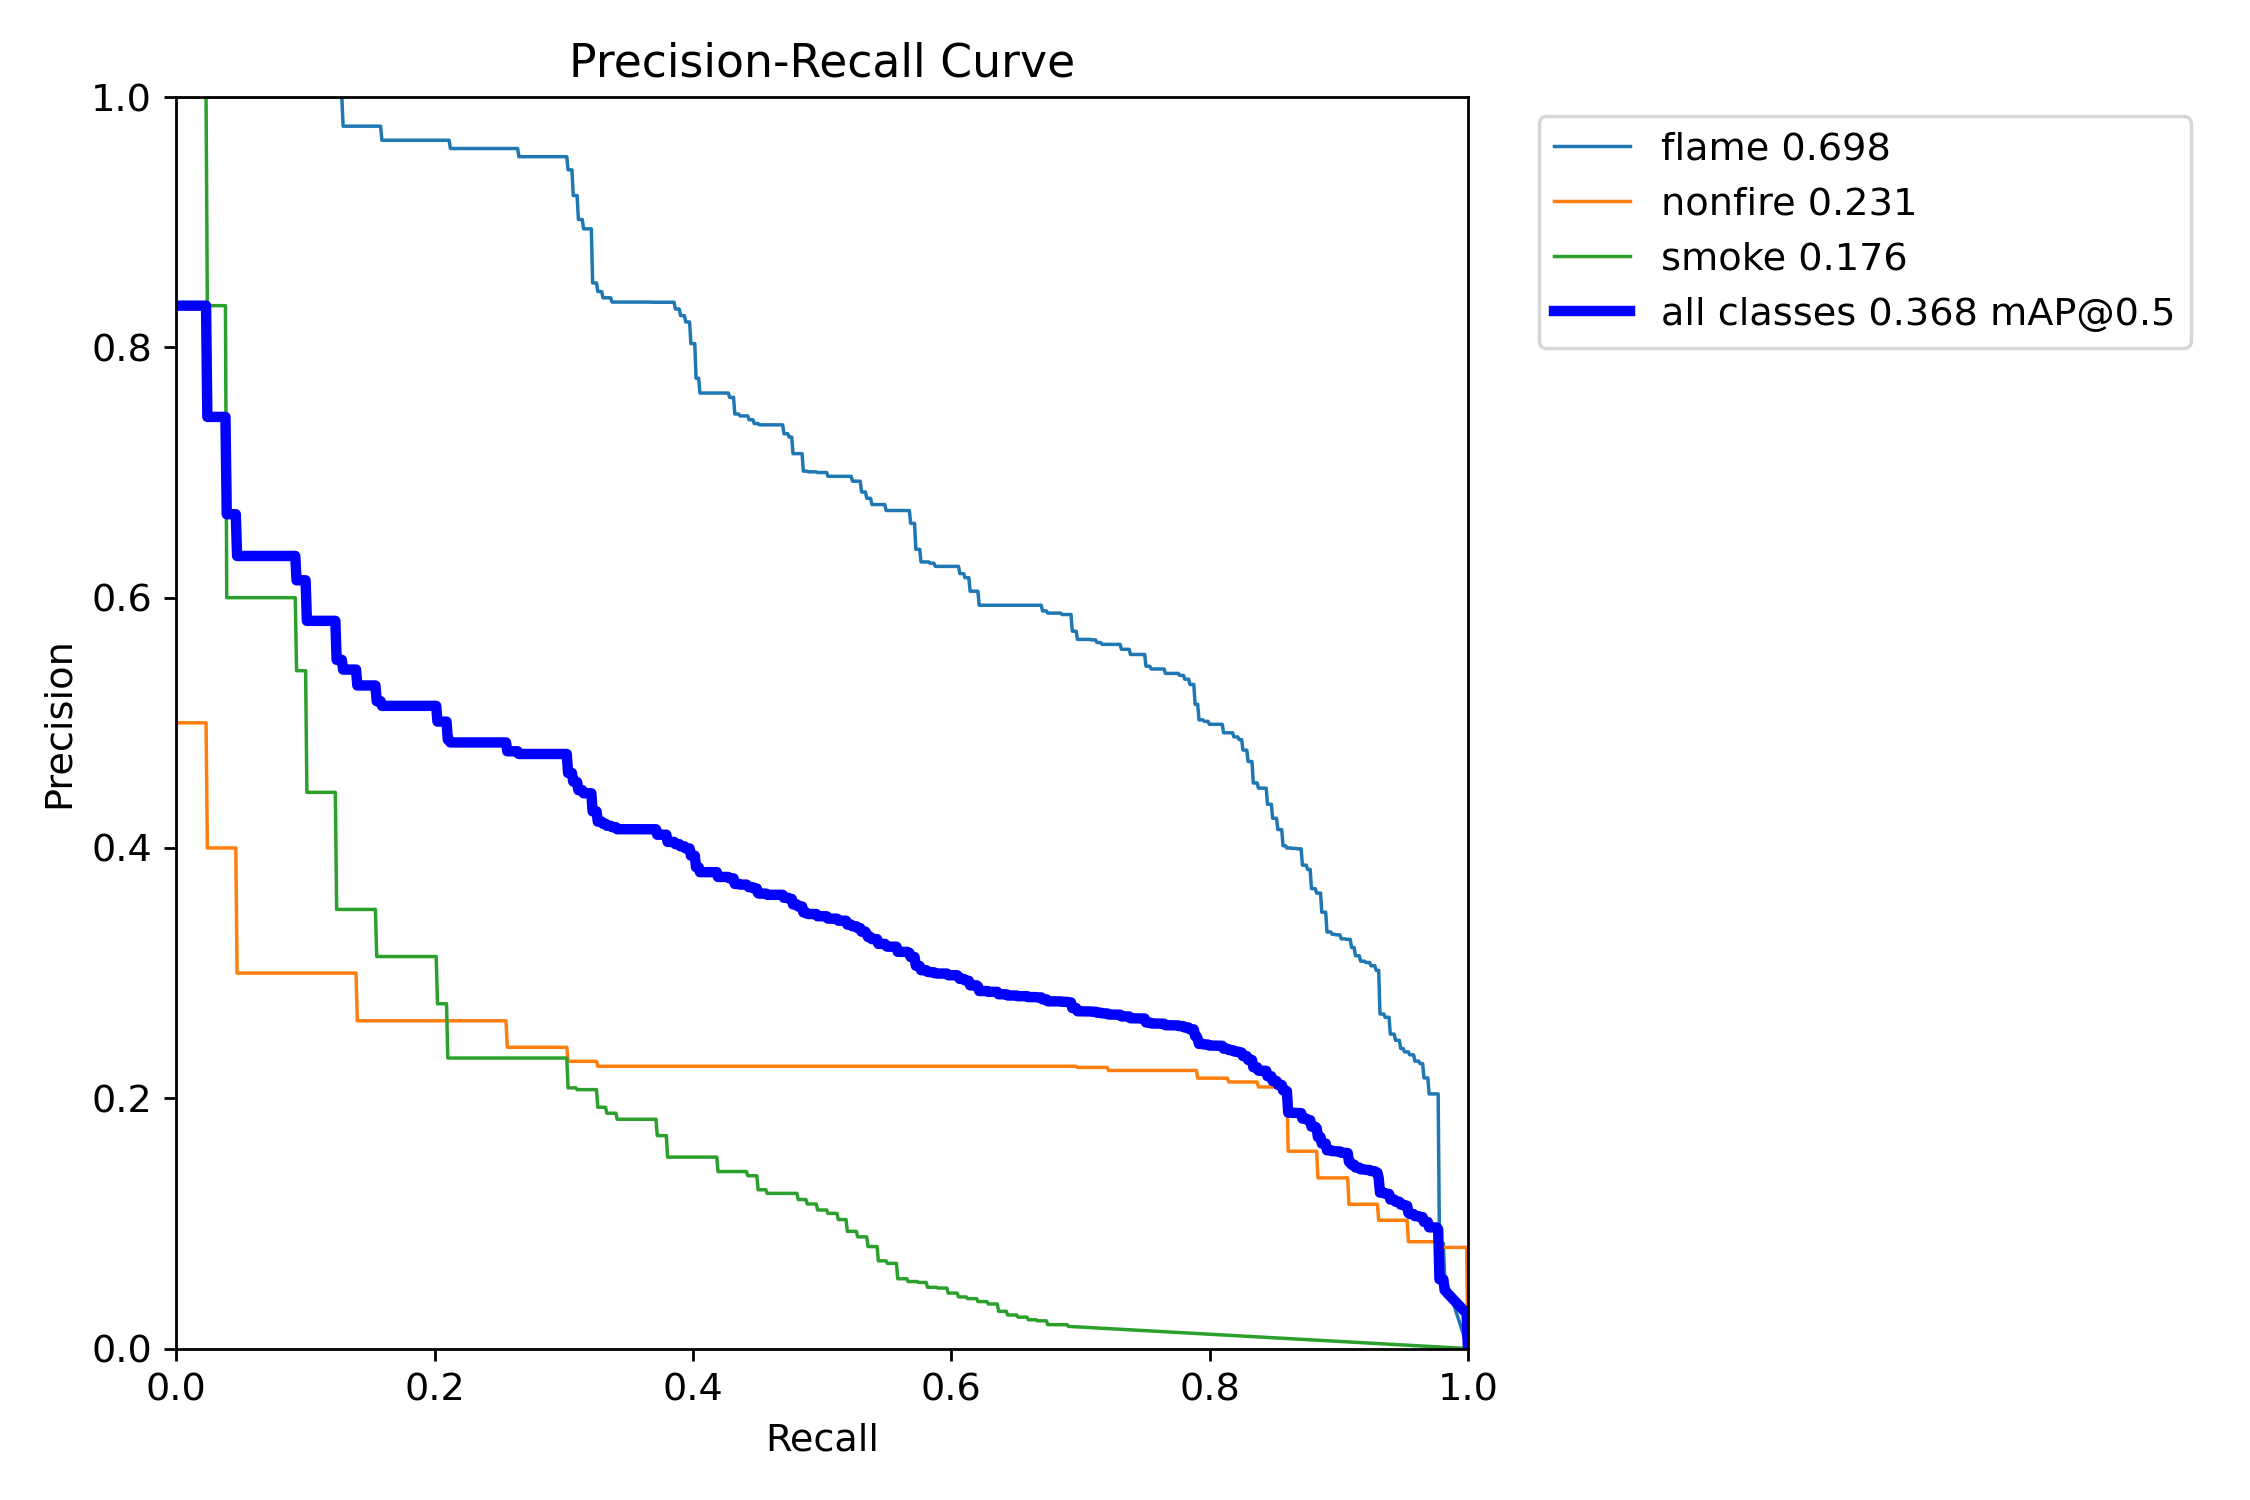 Precision-Recall Curve
1.0
0.8
0.6
0.4
0.2
0.0
Precision
0.0 0.2 0.4 0.6 0.8 1.0
Recall
flame 0.698
nonfire 0.231
smoke 0.176
all classes 0.368 mAP@0.5